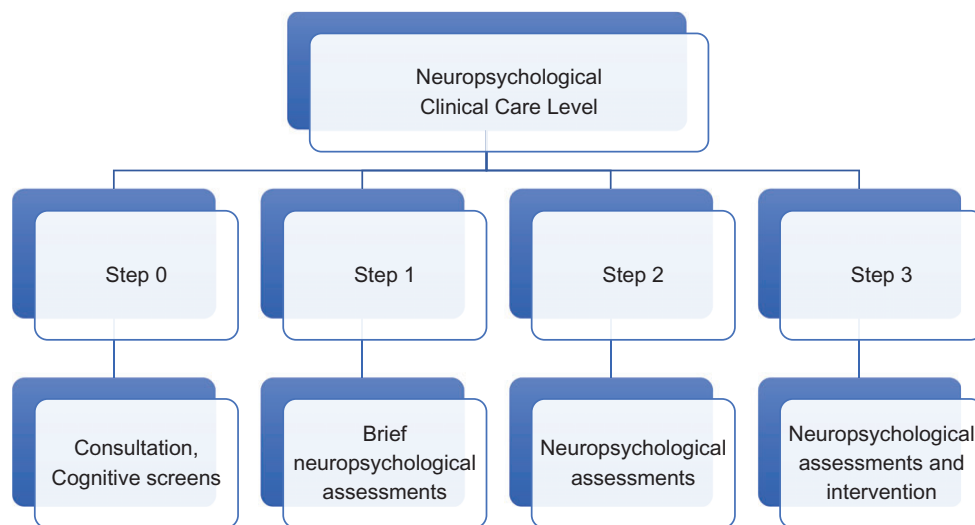 Neuropsychological
Clinical Care Level
Step 0
Step 1
Step 2
Step 3
Consultation,
Cognitive screens
Brief
neuropsychological
assessments
Neuropsychological
assessments
Neuropsychological
assessments and
intervention